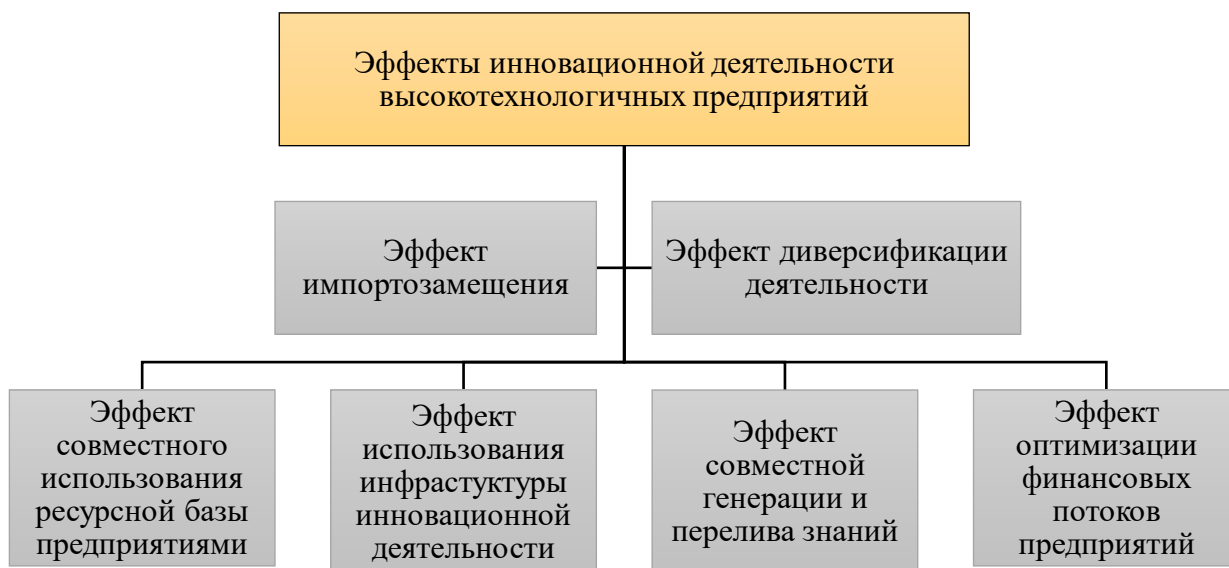 Эффекты инновационной деятельности
высокотехнологичных предприятий
Эффект
импортозамещения
Эффект диверсификации
деятельности
Эффект
совместного
использования
ресурсной базы
предприятиями
Эффект
использования
инфрастуктуры
инновационной
деятельности
Эффект
совместной
генерации и
перелива знаний
Эффект
оптимизации
финансовых
потоков
предприятий